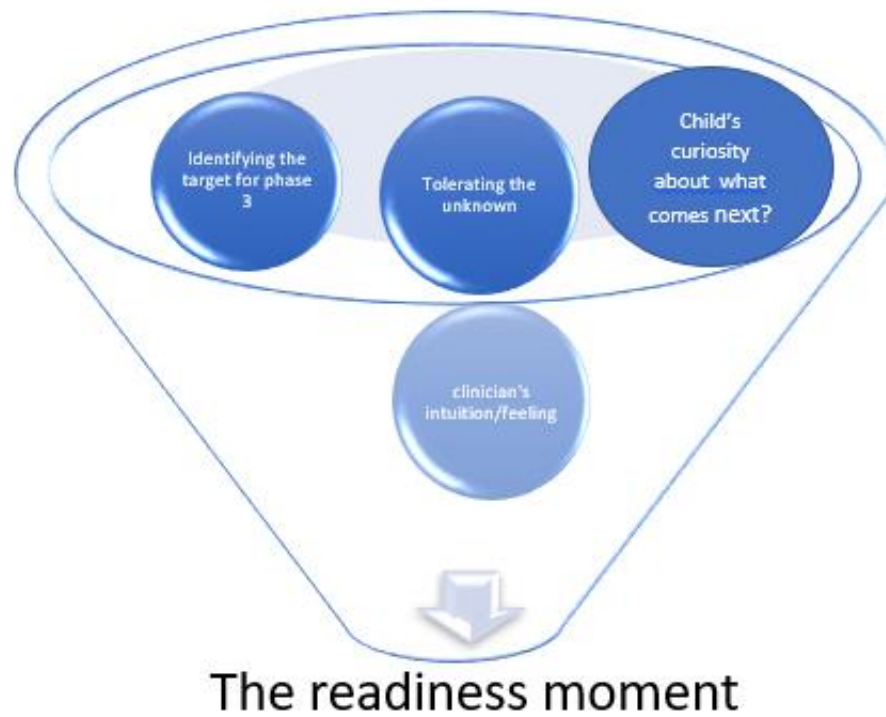 Identifying the
target for phase
3
Tolerating the
unknown
Child's
curiosity
about what
comes next?
clinician's
intuition/feeling
The readiness moment